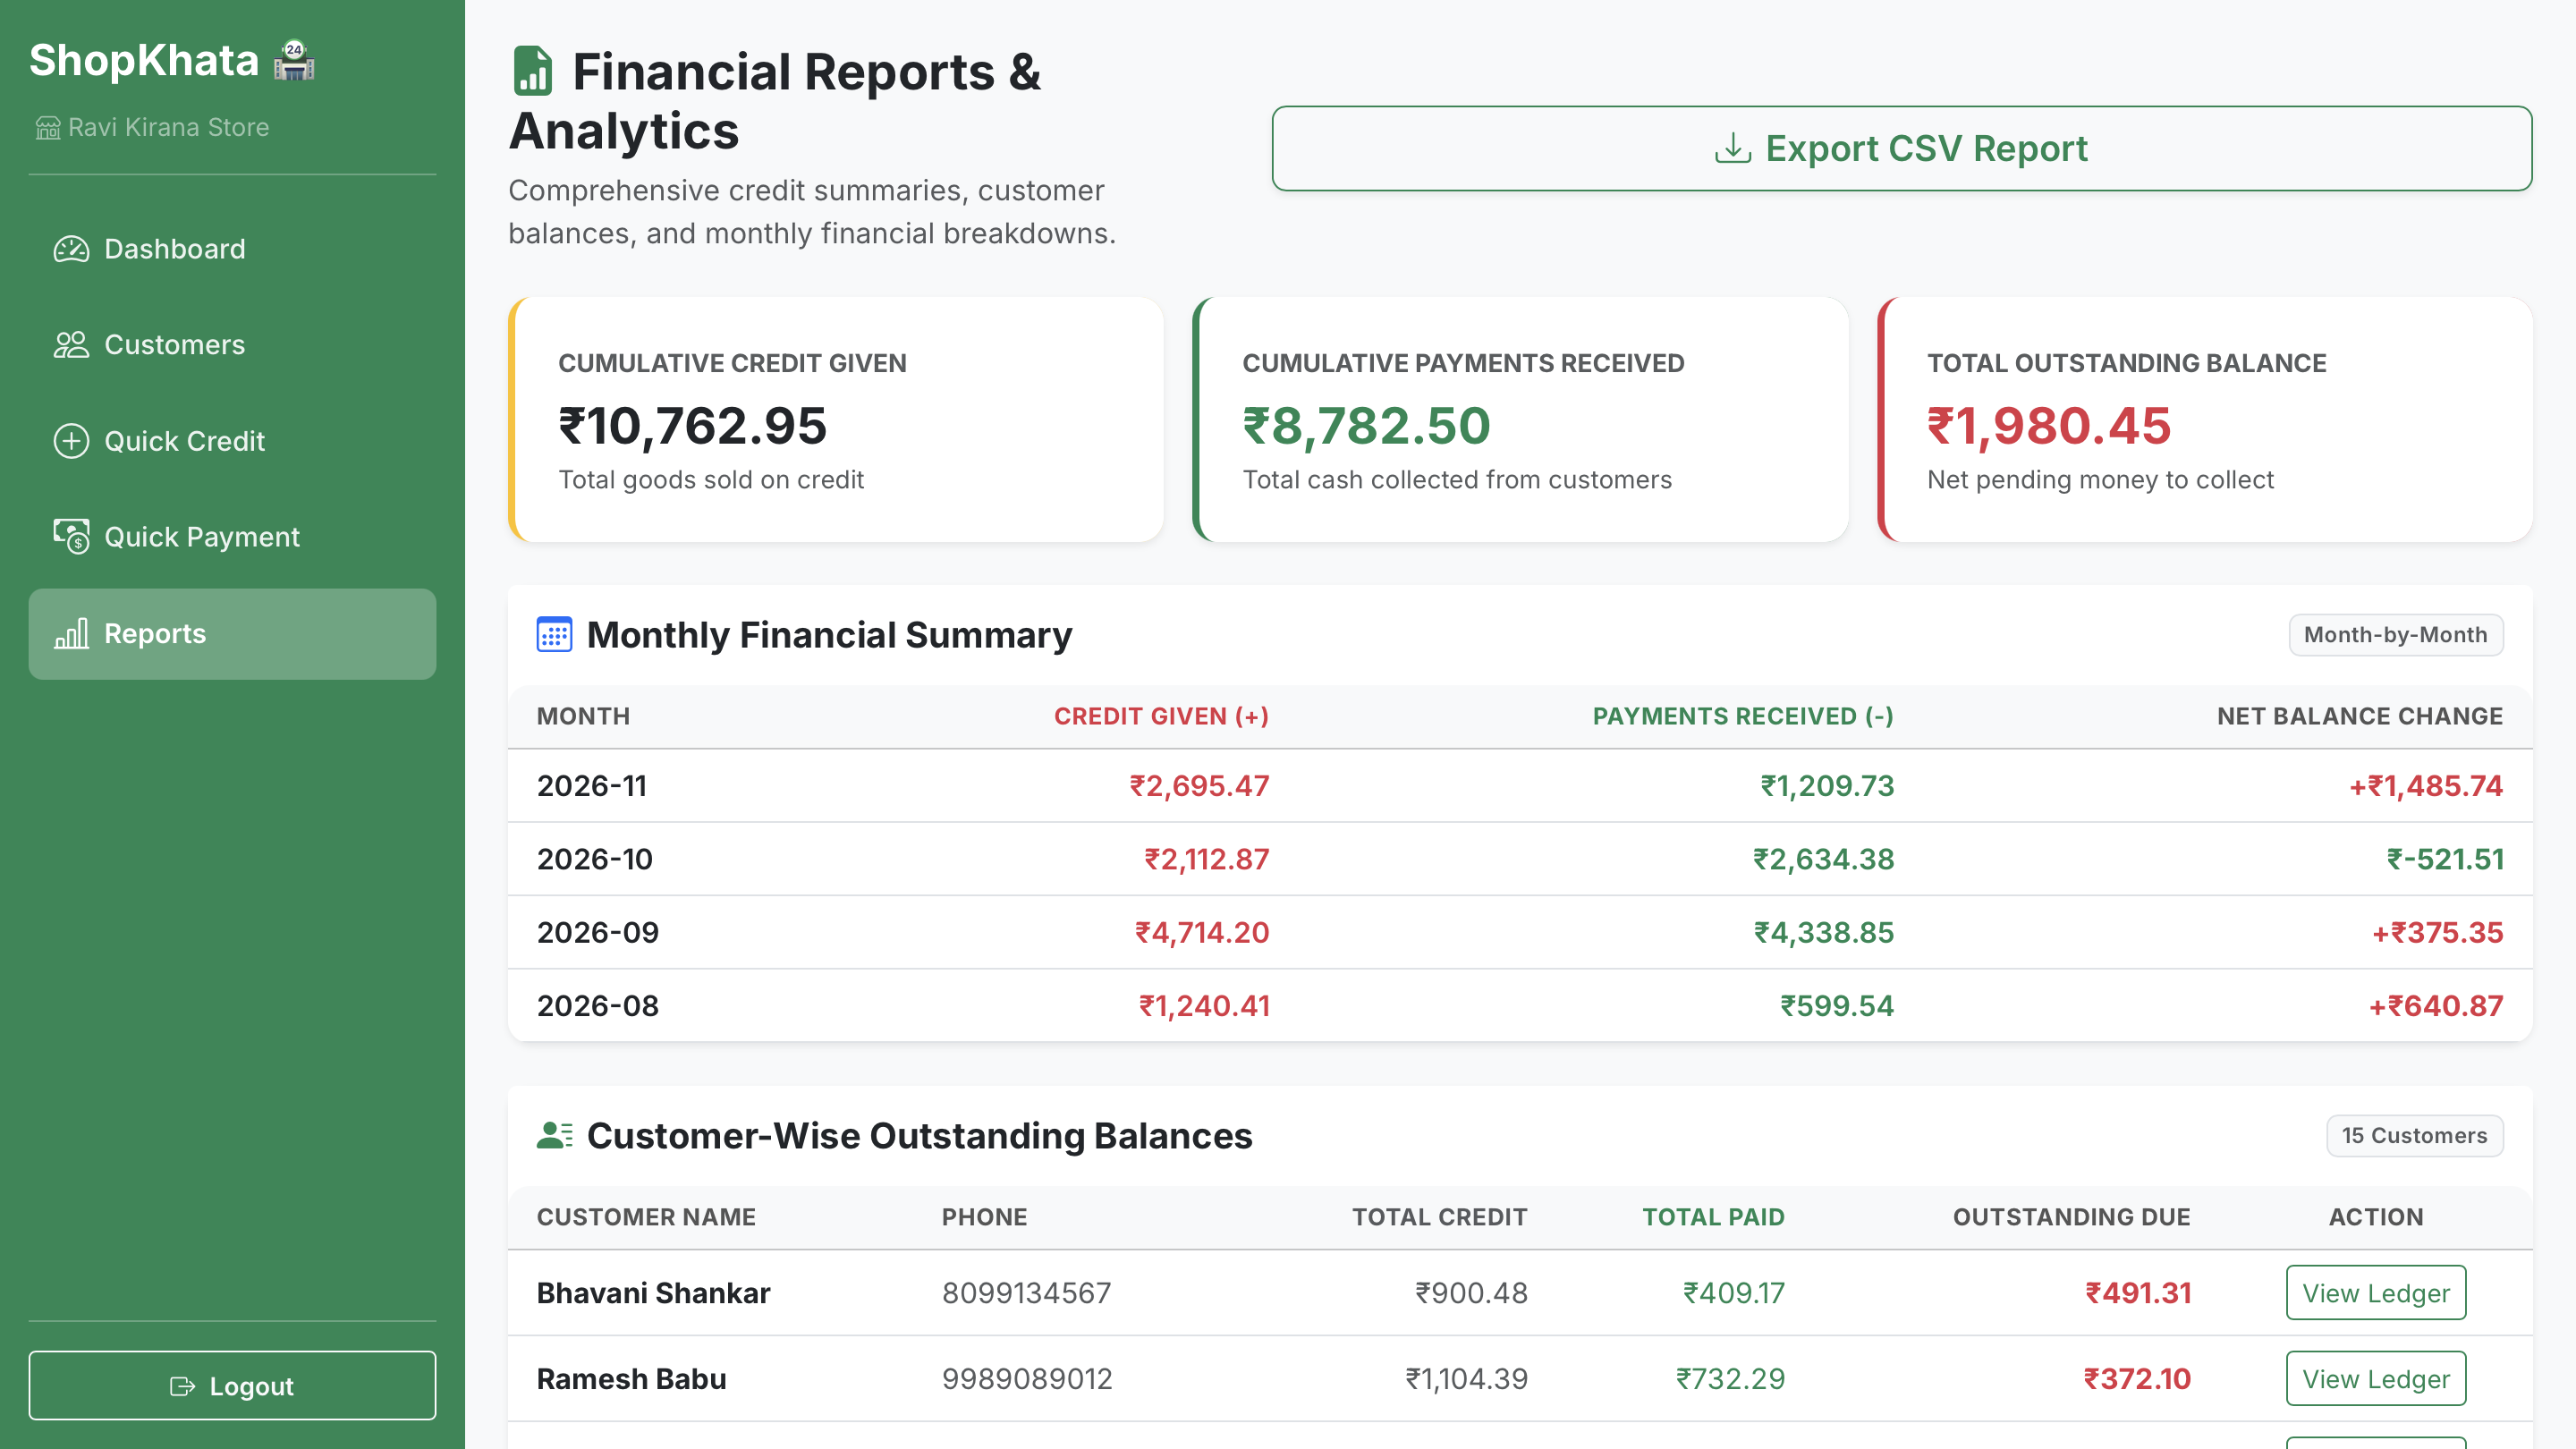 ShopKhata
24
Ravi Kirana Store
Dashboard
Customers
Quick Credit
Quick Payment
Reports
Logout
Financial Reports &
Analytics
Comprehensive credit summaries, customer
balances, and monthly financial breakdowns.
Export CSV Report
CUMULATIVE CREDIT GIVEN
₹10,762.95
Total goods sold on credit
CUMULATIVE PAYMENTS RECEIVED
₹8,782.50
Total cash collected from customers
TOTAL OUTSTANDING BALANCE
₹1,980.45
Net pending money to collect
Monthly Financial Summary
Month-by-Month
MONTH CREDIT GIVEN (+) PAYMENTS RECEIVED (-) NET BALANCE CHANGE
2026-11 ₹2,695.47 ₹1,209.73 +₹1,485.74
2026-10 ₹2,112.87 ₹2,634.38 ₹-521.51
2026-09 ₹4,714.20 ₹4,338.85 +₹375.35
2026-08 ₹1,240.41 ₹599.54 +₹640.87
Customer-Wise Outstanding Balances
15 Customers
CUSTOMER NAME PHONE TOTAL CREDIT TOTAL PAID OUTSTANDING DUE ACTION
Bhavani Shankar 8099134567 ₹900.48 ₹409.17 ₹491.31 View Ledger
Ramesh Babu 9989089012 ₹1,104.39 ₹732.29 ₹372.10 View Ledger